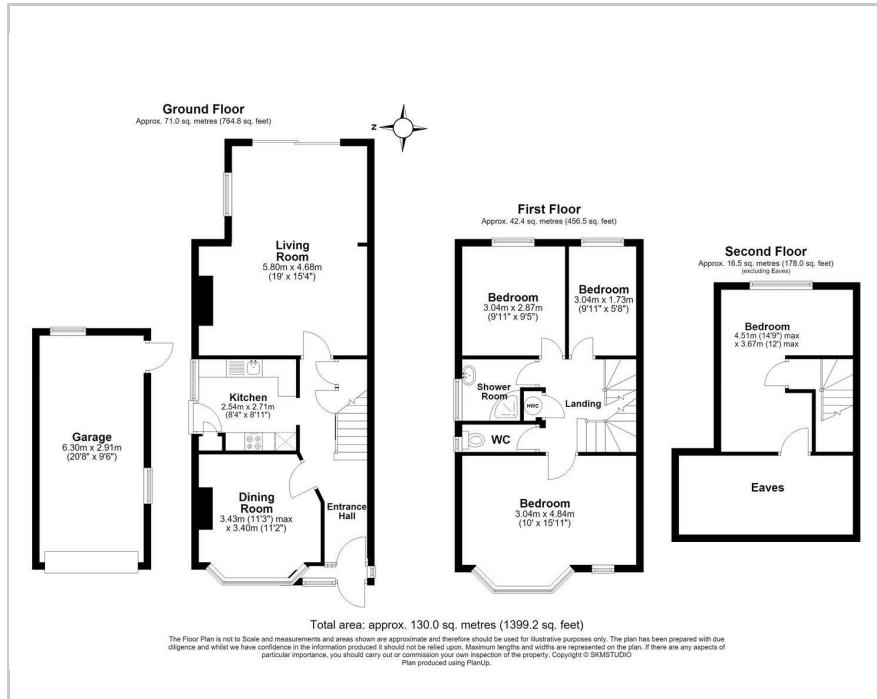 Ground Floor
Approx. 71.0 sq. metres (764.8 sq. feet)
N
Living
Room
5.80m x 4.68m
(19' x 15'4")
Kitchen
2.54m x 2.71m
(8'4" x 8'11")
Garage
6.30m x 2.91m
(20'8" x 9'6")
Dining
Room
3.43m (11'3") max
x 3.40m (11'2")
Entrance
Hall
First Floor
Approx. 42.4 sq. metres (456.5 sq. feet)
Bedroom
3.04m x 2.87m
(9'11" x 9'5")
Bedroom
3.04m x 1.73m
(9'11" x 5'8")
Shower
Room
HWC
Landing
WC
Bedroom
3.04m x 4.84m
(10' x 15'11")
Second Floor
Approx. 16.5 sq. metres (178.0 sq. feet)
(excluding Eaves)
Bedroom
4.51m (14'9") max
x 3.67m (12') max
Eaves
Total area: approx. 130.0 sq. metres (1399.2 sq. feet)
The Floor Plan is not to Scale and measurements and areas shown are approximate and therefore should be used for illustrative purposes only. The plan has been prepared with due
diligence and whilst we have confidence in the information produced it should not be relied upon. Maximum lengths and widths are represented on the plan. If there are any aspects of
particular importance, you should carry out or commission your own inspection of the property. Copyright © SKMSTUDIO
Plan produced using PlanUp.